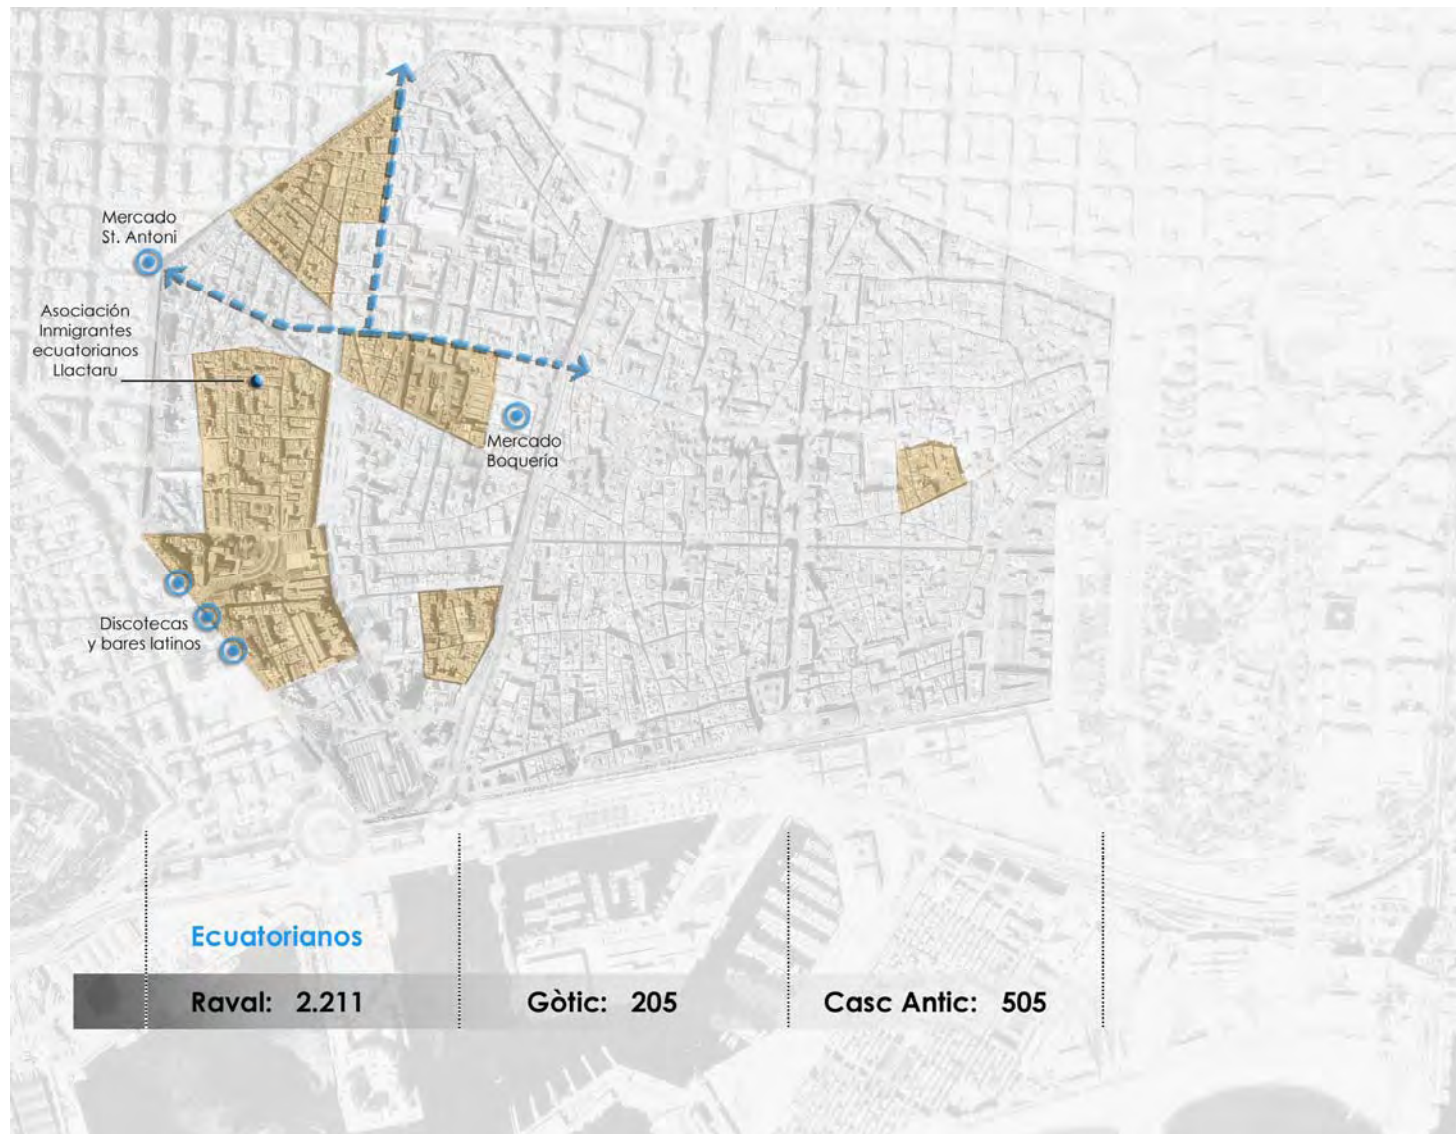 Mercado
St. Antoni
Asociación
Inmigrantes
ecuatorianos
Llactaru
Mercado
Boquería
Discotecas
y bares latinos
Ecuatorianos
Raval: 2.211
Gòtic: 205
Casc Antic: 505